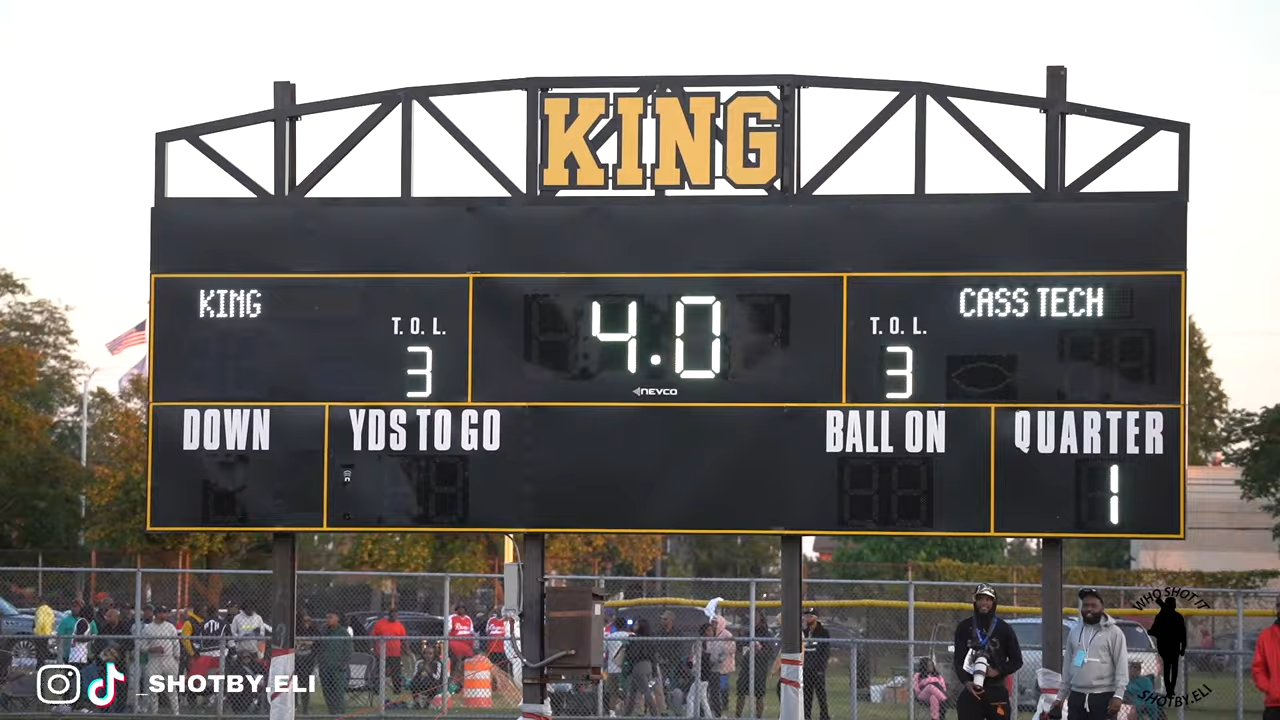 KING
KING
CASS TECH
T. O. L.
4.0
T. O. L.
3
3
NEVCO
DOWN
YDS TO GO
BALL ON
QUARTER
1
WHO SHOT IT
_SHOTBY.ELI
SHOTBY.ELI